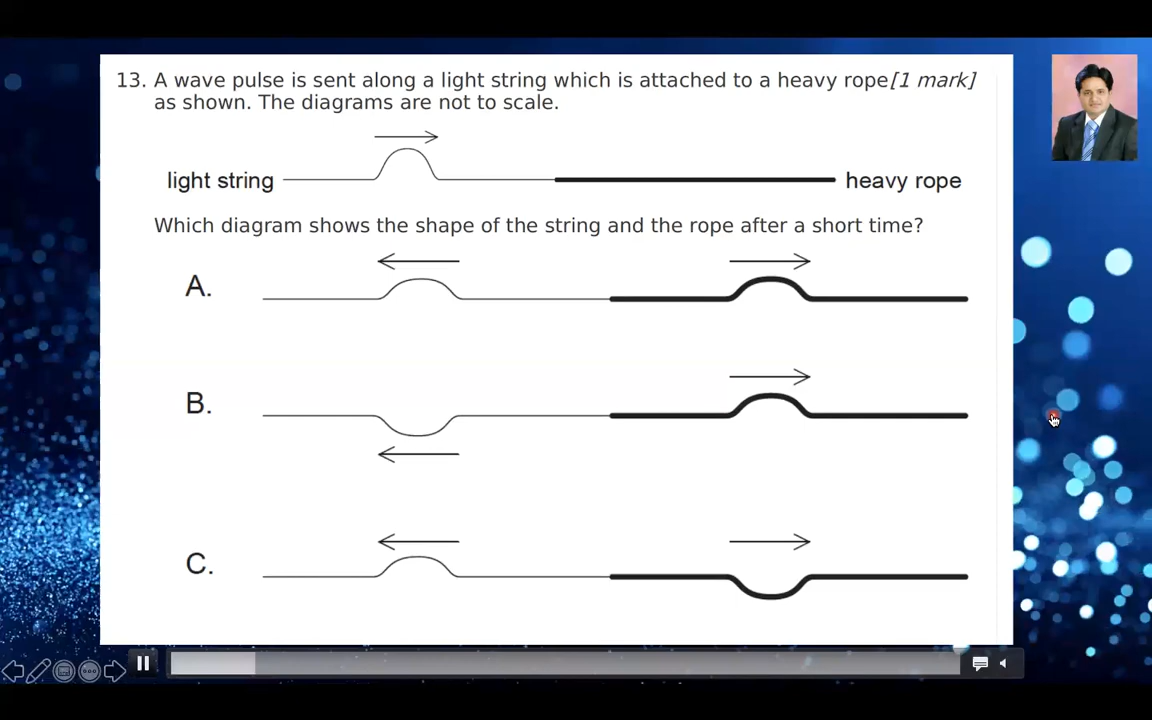 13. A wave pulse is sent along a light string which is attached to a heavy rope[1 mark]
as shown. The diagrams are not to scale.
light string heavy rope
Which diagram shows the shape of the string and the rope after a short time?
A.
B.
C.